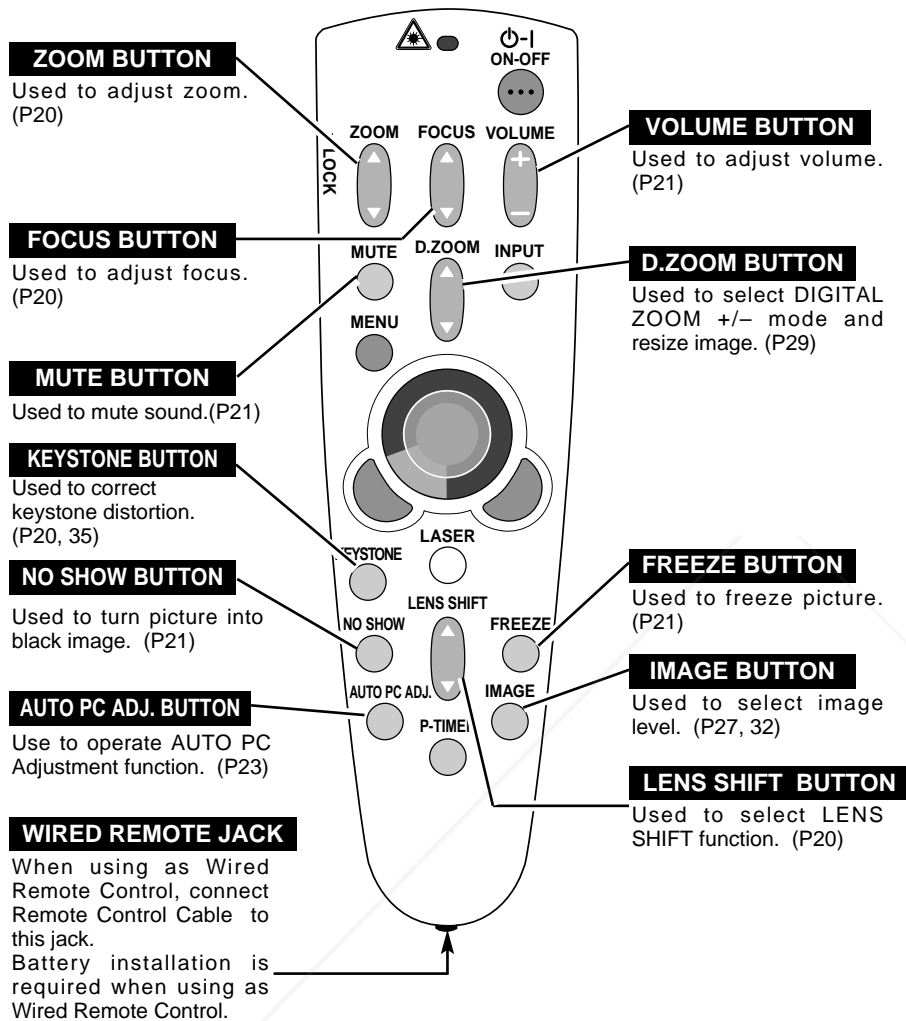 ZOOM BUTTON
Used to adjust zoom.
(P20)
FOCUS BUTTON
Used to adjust focus.
(P20)
MUTE BUTTON
Used to mute sound.(P21)
KEYSTONE BUTTON
Used to correct
keystone distortion.
(P20, 35)
NO SHOW BUTTON
Used to turn picture into
black image. (P21)
AUTO PC ADJ. BUTTON
Use to operate AUTO PC
Adjustment function. (P23)
WIRED REMOTE JACK
When using as Wired
Remote Control, connect
Remote Control Cable to
this jack.
Battery installation is
required when using as
Wired Remote Control.
ON-OFF
ZOOM FOCUS VOLUME
LOCK
MUTE D.ZOOM INPUT
MENU
LASER
EYSTONE
LENS SHIFT
NO SHOW FREEZE
AUTO PC ADJ. IMAGE
P-TIME
VOLUME BUTTON
Used to adjust volume.
(P21)
D.ZOOM BUTTON
Used to select DIGITAL
ZOOM +/– mode and
resize image. (P29)
FREEZE BUTTON
Used to freeze picture.
(P21)
IMAGE BUTTON
Used to select image
level. (P27, 32)
LENS SHIFT BUTTON
Used to select LENS
SHIFT function. (P20)